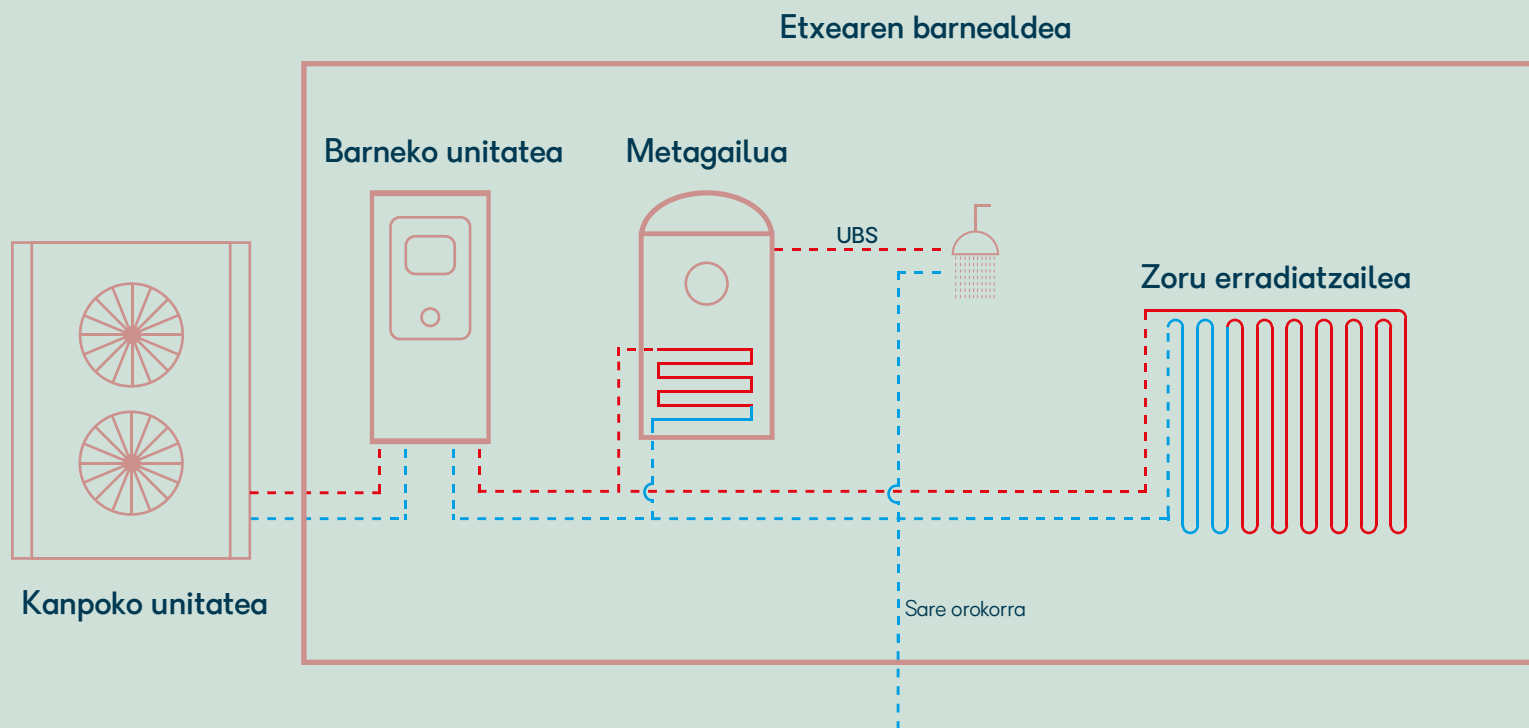 Etxearen barnealdea
Barneko unitatea
Metagailua
UBS
Zoru erradiatzailea
Kanpoko unitatea
Sare orokorra